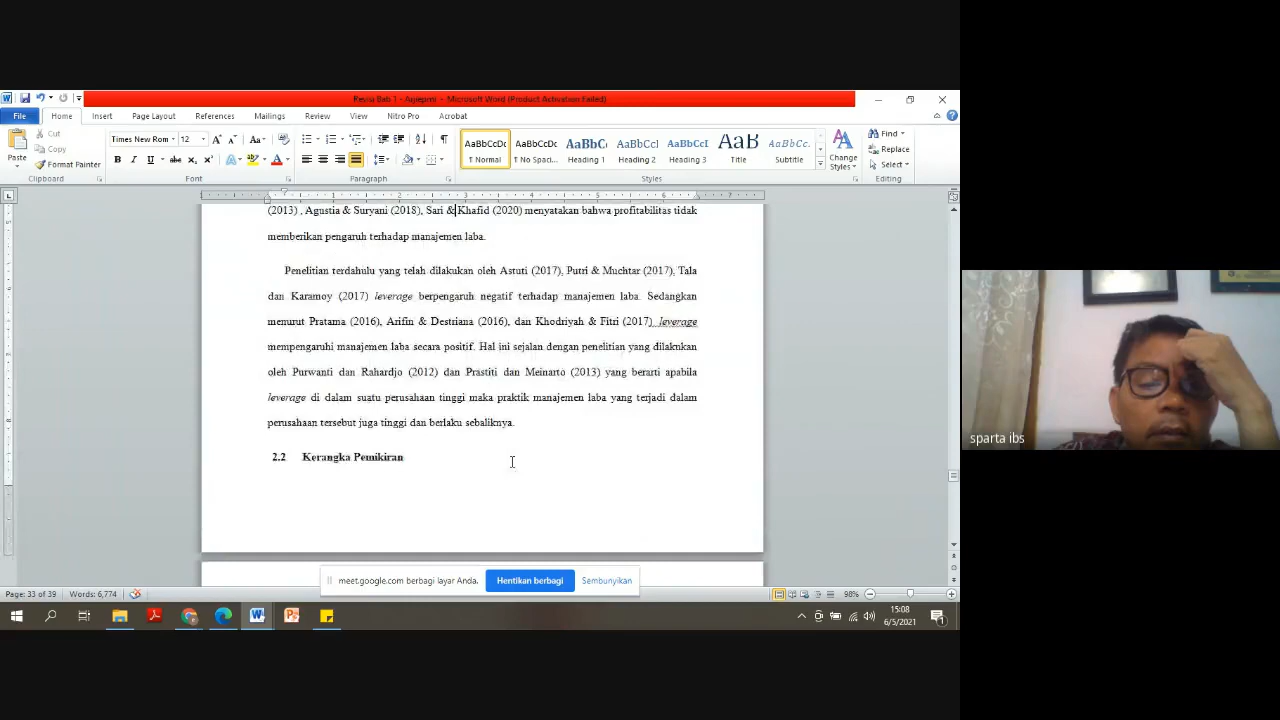 Revisi Bab 1 - Agiepmi - Microsoft Word (Product Activation Failed)
File Home Insert Page Layout References Mailings Review View Nitro Pro Acrobat
Cut
Copy
Paste
Format Painter
Times New Rom 12
AaBbCcDc AaBbCcDc AaBbC AaBbCcI AaBbCcI AaB AaBbCc.
¶ Normal ¶ No Spaci... Heading 1 Heading 2 Heading 3 Title Subtitle
Change Styles
Find
Replace
Select
Clipboard Font Paragraph Styles Editing
(2013) , Agustia & Suryani (2018), Sari & Khafid (2020) menyatakan bahwa profitabilitas tidak
memberikan pengaruh terhadap manajemen laba.
Penelitian terdahulu yang telah dilakukan oleh Astuti (2017), Putri & Muchtar (2017), Tala
dan Karamoy (2017) leverage berpengaruh negatif terhadap manajemen laba. Sedangkan
menurut Pratama (2016), Arifin & Destriana (2016), dan Khodriyah & Fitri (2017), leverage
mempengaruhi manajemen laba secara positif. Hal ini sejalan dengan penelitian yang dilakukan
oleh Purwanti dan Rahardjo (2012) dan Prastiti dan Meinarto (2013) yang berarti apabila
leverage di dalam suatu perusahaan tinggi maka praktik manajemen laba yang terjadi dalam
perusahaan tersebut juga tinggi dan berlaku sebaliknya.
2.2 Kerangka Pemikiran
meet.google.com berbagi layar Anda. Hentikan berbagi Sembunyikan
Page: 33 of 39 Words: 6,774 98%
15:08
6/5/2021
sparta ibs